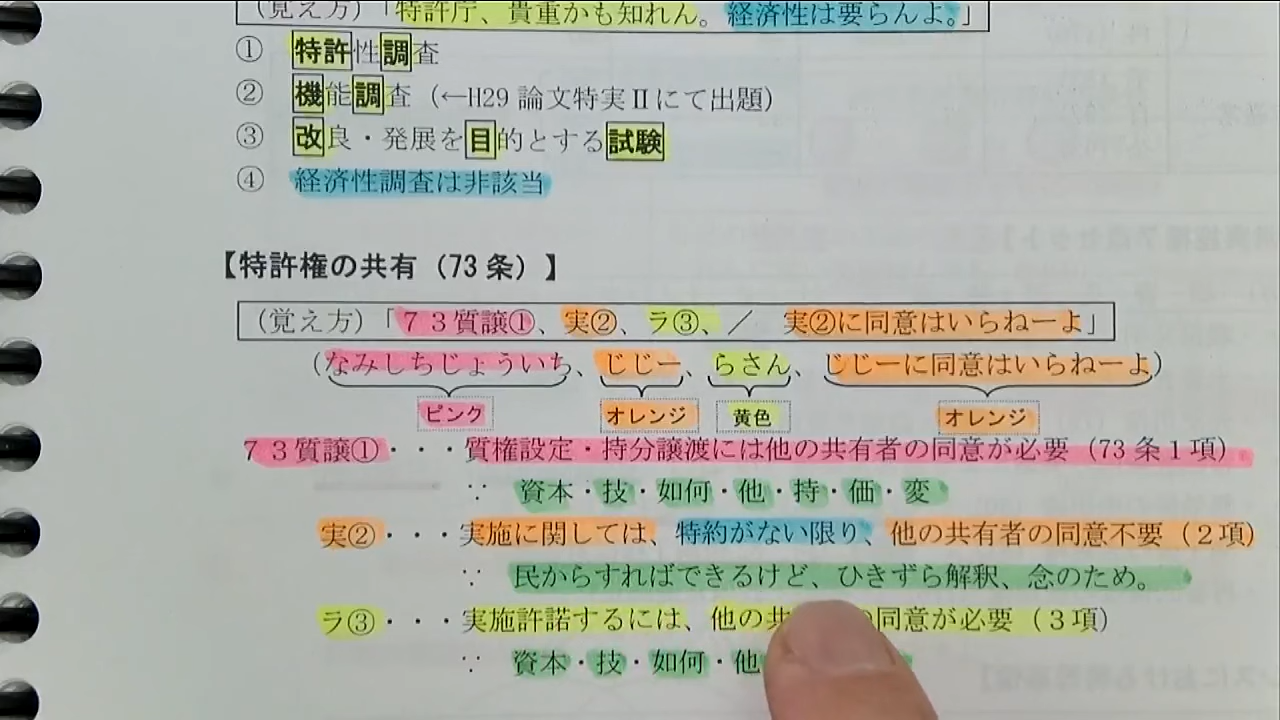 （覚え方）「特許庁、貴重かも知れん。経済性は要らんよ。」
① 特許性調査
② 機能調査（←H29 論文特実Ⅱにて出題）
③ 改良・発展を目的とする試験
④ 経済性調査は非該当
【特許権の共有（73 条）】
（覚え方）「７３質譲①、実②、ラ③、／ 実②に同意はいらねーよ」
（なみしちじょういち、じじー、らさん、じじーに同意はいらねーよ）
ピンク オレンジ 黄色 オレンジ
７３質譲①・・・質権設定・持分譲渡には他の共有者の同意が必要（73 条１項）
∵ 資本・技・如何・他・持・価・変
実②・・・実施に関しては、特約がない限り、他の共有者の同意不要（２項）
∵ 民からすればできるけど、ひきずら解釈、念のため。
ラ③・・・実施許諾するには、他の共の同意が必要（３項）
∵ 資本・技・如何・他